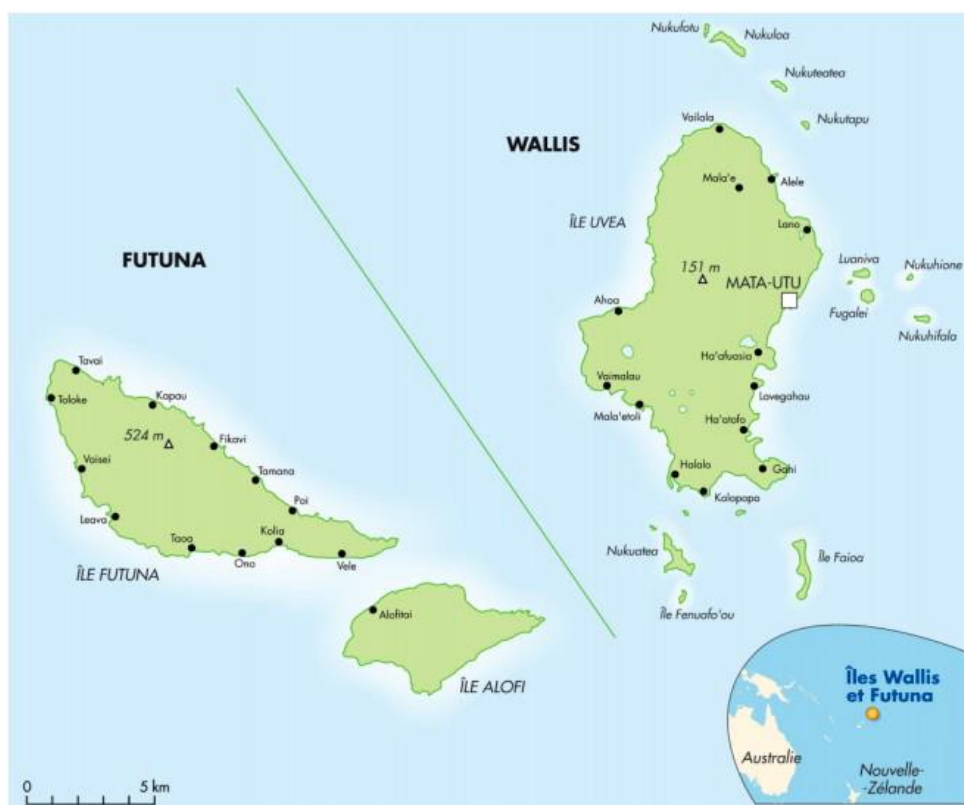 Nukufotu
Nukuloa
Nukuteatea
Nukutapu
Vailala
WALLIS
Mala'e
Alele
ÎLE UVEA
Lano
FUTUNA
151 m
MATA-UTU
Luaniva
Nukuhione
Fugalei
Nukuhifala
Ahoa
Ha'afuasia
Tavai
Toloke
Kapau
Vaimalau
Lavegahau
Mala'etoli
524 m
Fikavi
Ha'atofo
Vaisei
Tamana
Halalo
Gahi
Kolopopo
Poi
Leava
Taoa
Kolia
Ono
Vele
Nukuatea
Île Faioa
ÎLE FUTUNA
Alofitai
Île Fenuafo'ou
ÎLE ALOFI
Îles Wallis
et Futuna
Australie
Nouvelle-
-Zélande
0 5 km